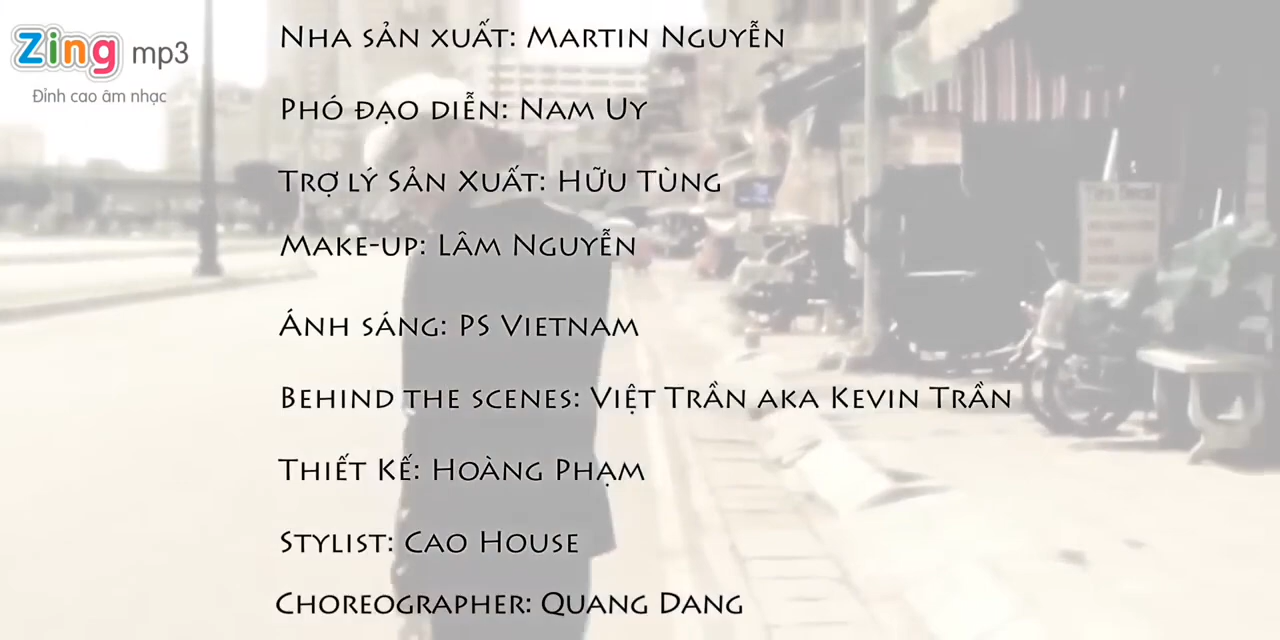 Zing mp3
Đỉnh cao âm nhạc
Nha sản xuất: Martin Nguyễn
Phó đạo diễn: Nam Uy
Trợ lý Sản Xuất: Hữu Tùng
Make-up: Lâm Nguyễn
Ánh sáng: PS Vietnam
Behind the scenes: Việt Trần aka Kevin Trần
Thiết Kế: Hoàng Phạm
Stylist: Cao House
Choreographer: Quang Dang